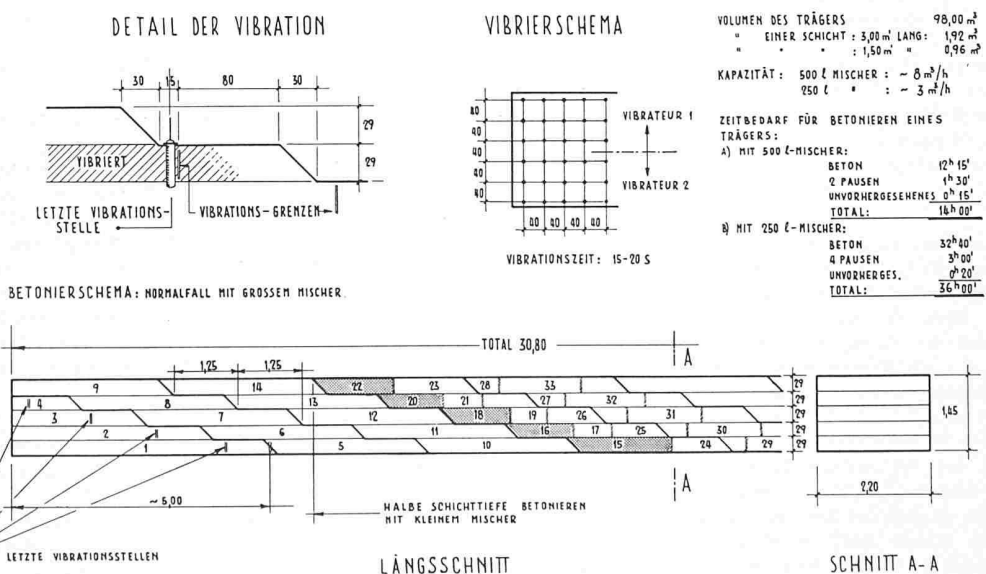 DETAIL DER VIBRATION
30 15 80 30
29
29
VIBRIERT
LETZTE VIBRATIONS-
STELLE
VIBRATIONS-GRENZEN
VIBRIERSCHEMA
40
40
40
40
40
VIBRATEUR 1
VIBRATEUR 2
40 40 40 40
VIBRATIONSZEIT: 15-20 S
VOLUMEN DES TRÄGERS 98,00 m³
" EINER SCHICHT : 3,00 m' LANG: 1,92 m³
" " " : 1,50 m' " 0,96 m³
KAPAZITÄT: 500 l MISCHER : ~ 8 m³/h
250 l " : ~ 3 m³/h
ZEITBEDARF FÜR BETONIEREN EINES
TRÄGERS:
A) MIT 500 l-MISCHER:
BETON 12ʰ 15'
2 PAUSEN 1ʰ 30'
UNVORHERGESEHENES 0ʰ 15'
TOTAL: 14ʰ 00'
B) MIT 250 l-MISCHER:
BETON 32ʰ 40'
4 PAUSEN 3ʰ 00'
UNVORHERGES. 0ʰ 20'
TOTAL: 36ʰ 00'
BETONIERSCHEMA: NORMALFALL MIT GROSSEM MISCHER.
TOTAL 30,80
A
1,25 1,25
9 14 22 23 28 33 29
4 8 13 20 21 27 32 29
3 7 12 18 19 26 31 29
2 6 11 16 17 25 30 29
1 5 10 15 24 29 29
1,45
~ 5,00
A
2,20
HALBE SCHICHTTIEFE BETONIEREN
MIT KLEINEM MISCHER
LETZTE VIBRATIONSSTELLEN
LÄNGSSCHNITT
SCHNITT A-A